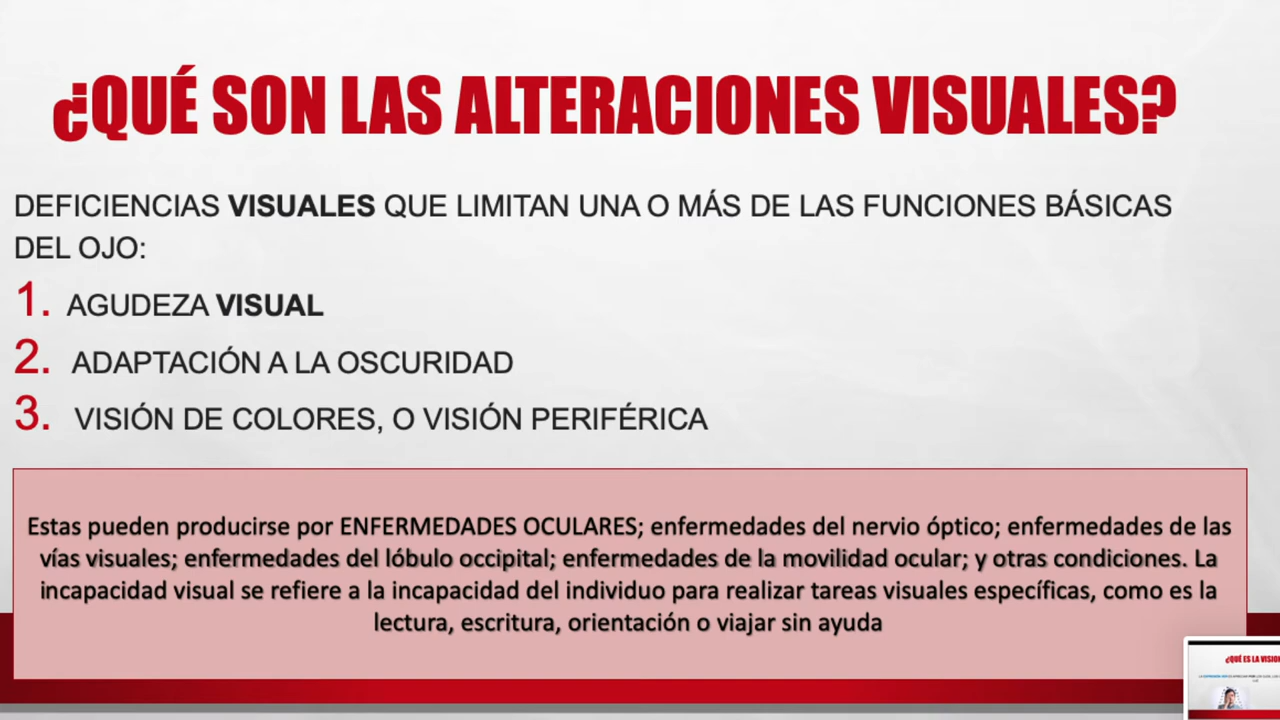 ¿QUÉ SON LAS ALTERACIONES VISUALES?
DEFICIENCIAS VISUALES QUE LIMITAN UNA O MÁS DE LAS FUNCIONES BÁSICAS
DEL OJO:
1. AGUDEZA VISUAL
2. ADAPTACIÓN A LA OSCURIDAD
3. VISIÓN DE COLORES, O VISIÓN PERIFÉRICA
Estas pueden producirse por ENFERMEDADES OCULARES; enfermedades del nervio óptico; enfermedades de las
vías visuales; enfermedades del lóbulo occipital; enfermedades de la movilidad ocular; y otras condiciones. La
incapacidad visual se refiere a la incapacidad del individuo para realizar tareas visuales específicas, como es la
lectura, escritura, orientación o viajar sin ayuda
¿QUÉ ES LA VISIÓN